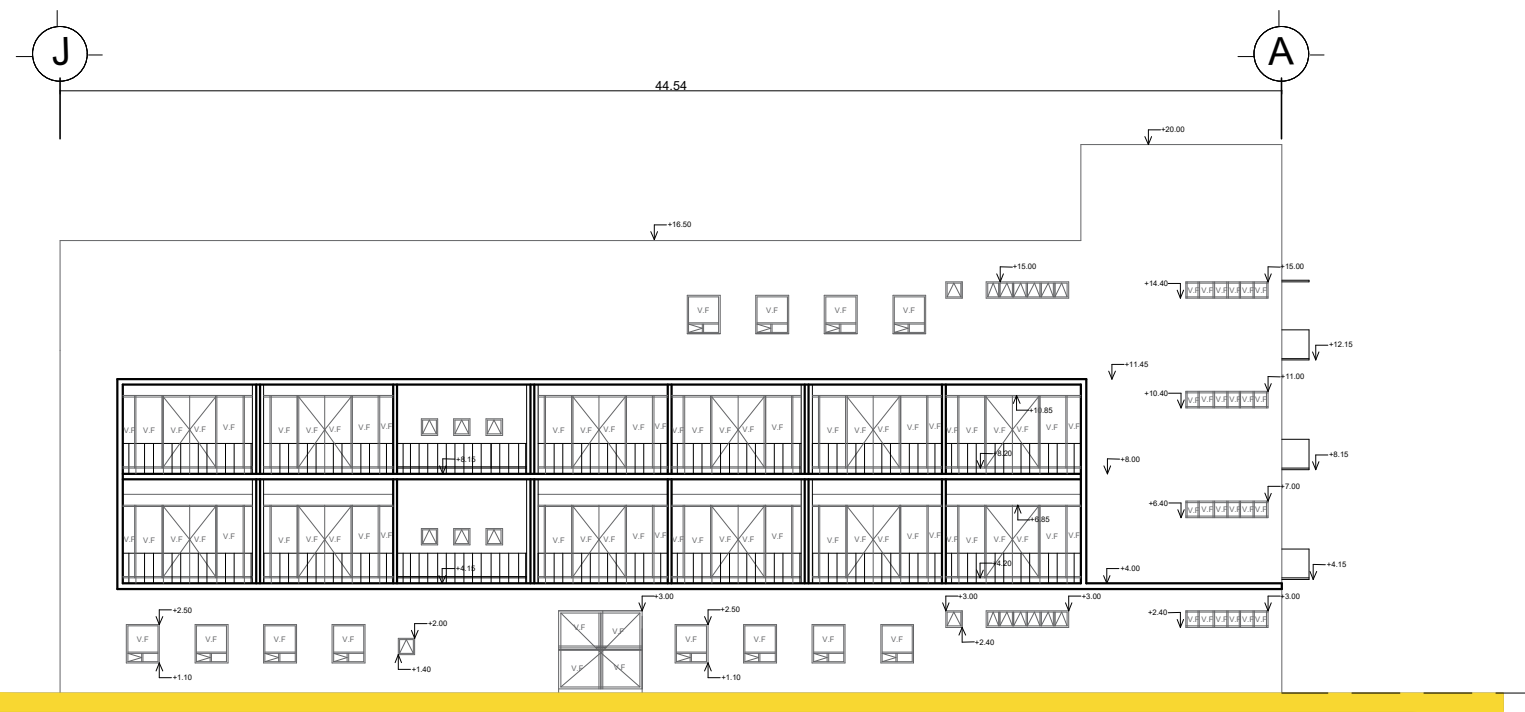 J
A
44.54
+20.00
+16.50
+15.00
+15.00
+14.40
V.F V.F V.F V.F V.F V.F
V.F
V.F
V.F
V.F
+12.15
+11.45
+11.00
+10.40
V.F V.F V.F V.F V.F V.F
+10.85
V.F V.F V.F V.F V.F
V.F V.F V.F V.F V.F
V.F V.F V.F V.F V.F
V.F V.F V.F V.F V.F
V.F V.F V.F V.F V.F
V.F V.F V.F V.F V.F
+8.15
+8.20
+8.00
+8.15
+7.00
+6.40
V.F V.F V.F V.F V.F V.F
+6.85
V.F V.F V.F V.F V.F
V.F V.F V.F V.F V.F
V.F V.F V.F V.F V.F
V.F V.F V.F V.F V.F
V.F V.F V.F V.F V.F
V.F V.F V.F V.F V.F
+4.15
+4.20
+4.00
+4.15
+3.00
+3.00
+3.00
+3.00
+2.50
+2.50
+2.40
V.F V.F V.F V.F V.F V.F
+2.00
V.F
V.F
V.F
V.F
V.F V.F
V.F V.F
V.F
V.F
V.F
V.F
+2.40
+1.40
+1.10
+1.10